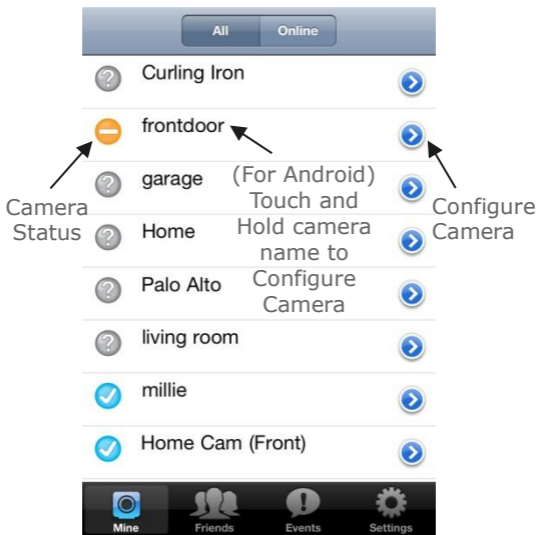 All Online
Curling Iron
frontdoor
garage
Home
Palo Alto
living room
millie
Home Cam (Front)
Camera
Status
(For Android)
Touch and
Hold camera
name to
Configure
Camera
Configure
Camera
Mine Friends Events Settings